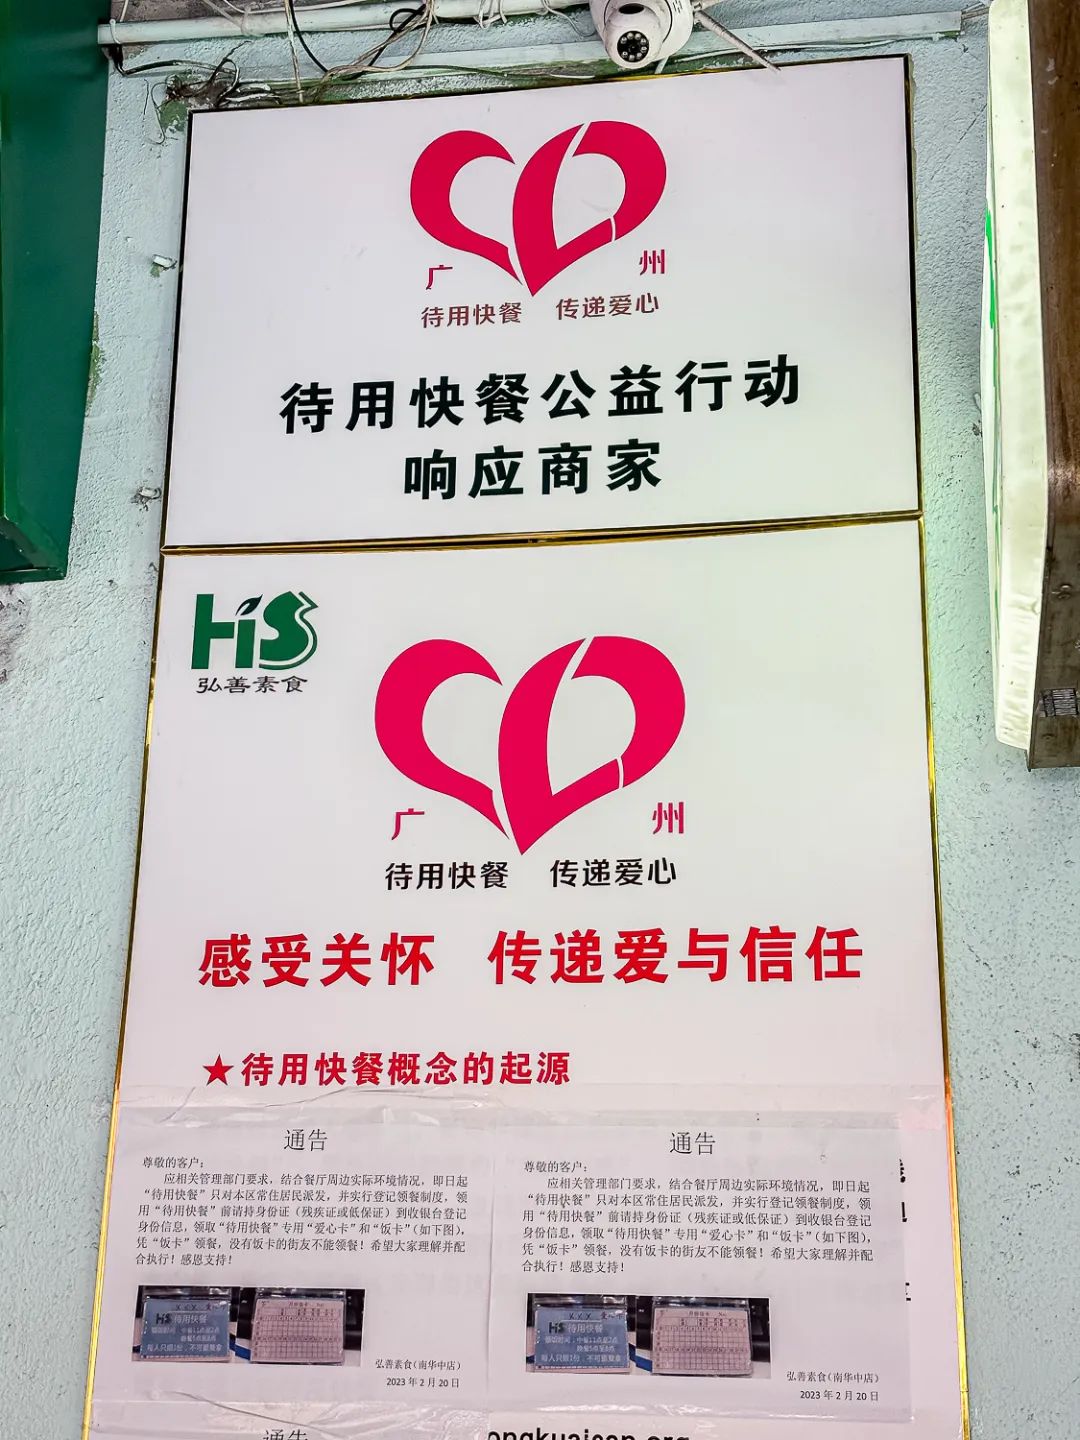 广 州
待用快餐 传递爱心
待用快餐公益行动
响应商家
HiS
弘善素食
广 州
待用快餐 传递爱心
感受关怀 传递爱与信任
★待用快餐概念的起源
通告
尊敬的客户：
应相关管理部门要求，结合餐厅周边实际环境情况，即日起
“待用快餐”只对本区常住居民派发，并实行登记领餐制度，领
用“待用快餐”前请持身份证（残疾证或低保证）到收银台登记
身份信息，领取“待用快餐”专用“爱心卡”和“饭卡”（如下图），
凭“饭卡”领餐，没有饭卡的街友不能领餐！希望大家理解并配
合执行！感恩支持！
HiS 待用快餐
弘善素食（南华中店）
2023 年 2 月 20 日
通告
尊敬的客户：
应相关管理部门要求，结合餐厅周边实际环境情况，即日起
“待用快餐”只对本区常住居民派发，并实行登记领餐制度，领
用“待用快餐”前请持身份证（残疾证或低保证）到收银台登记
身份信息，领取“待用快餐”专用“爱心卡”和“饭卡”（如下图），
凭“饭卡”领餐，没有饭卡的街友不能领餐！希望大家理解并配
合执行！感恩支持！
HiS 待用快餐
弘善素食（南华中店）
2023 年 2 月 20 日
通告